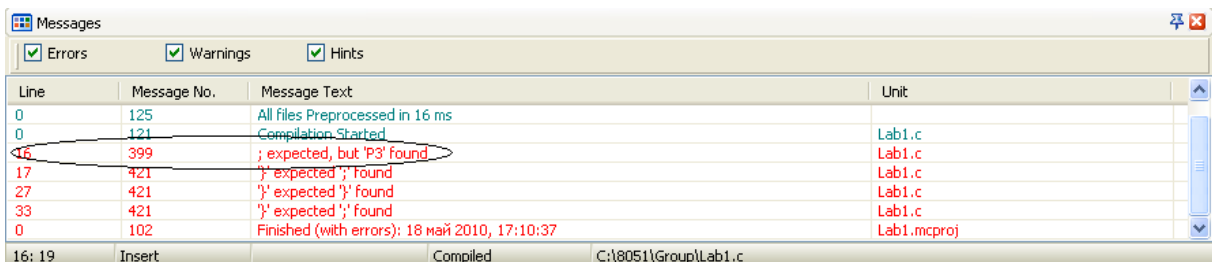 Messages
Errors Warnings Hints
Line Message No. Message Text Unit
0 125 All files Preprocessed in 16 ms
0 121 Compilation Started Lab1.c
16 399 ; expected, but 'P3' found Lab1.c
17 421 '}' expected ';' found Lab1.c
27 421 '}' expected '}' found Lab1.c
33 421 '}' expected ';' found Lab1.c
0 102 Finished (with errors): 18 май 2010, 17:10:37 Lab1.mcproj
16: 19 Insert Compiled C:\8051\Group\Lab1.c